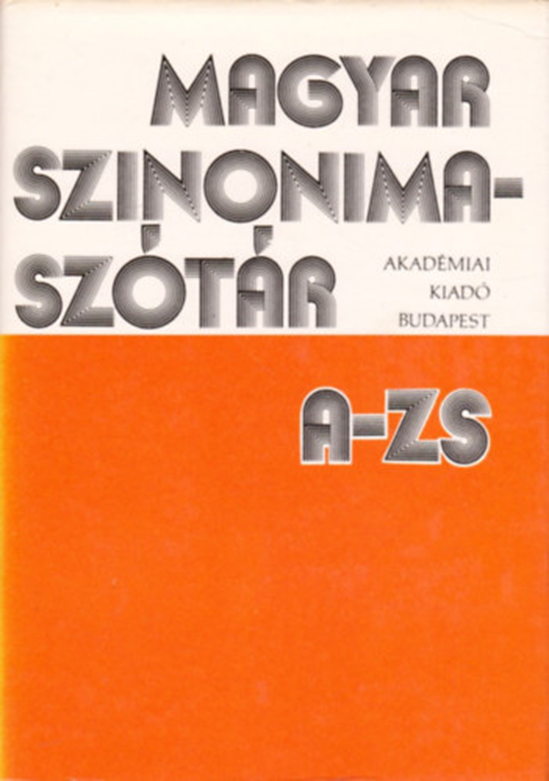 MAGYAR
SZINONIMA-
SZÓTÁR
AKADÉMIAI
KIADÓ
BUDAPEST
A-ZS